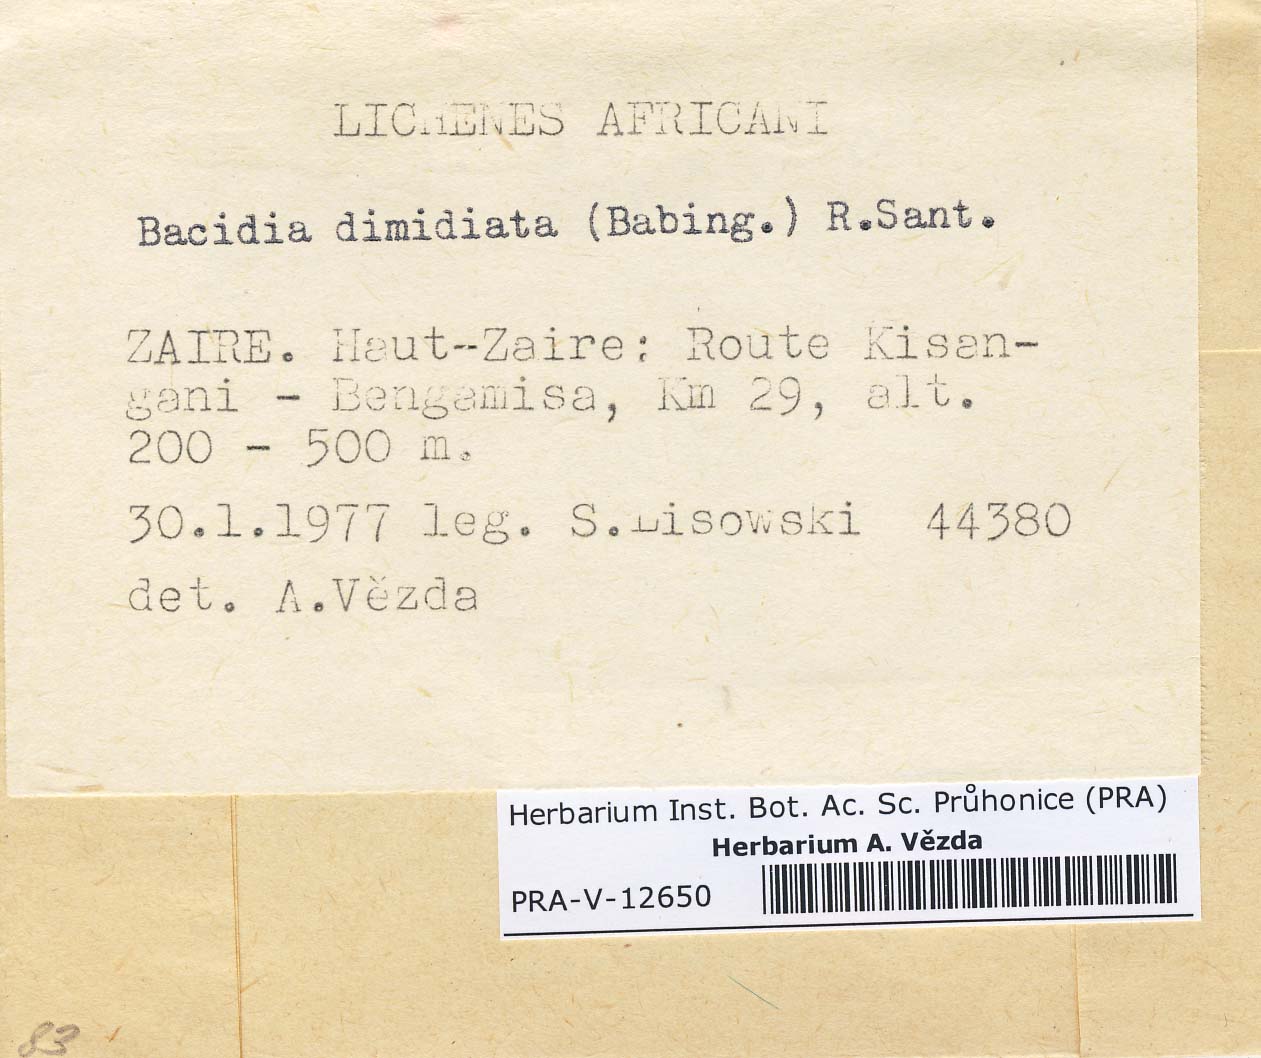 LICHENES AFRICANI
Bacidia dimidiata (Babing.) R.Sant.
ZAIRE. Haut--Zaire: Route Kisan-
gani - Bengamisa, Km 29, alt.
200 - 500 m.
30.1.1977 leg. S.Lisowski 44380
det. A.Vězda
Herbarium Inst. Bot. Ac. Sc. Průhonice (PRA)
Herbarium A. Vězda
PRA-V-12650
83